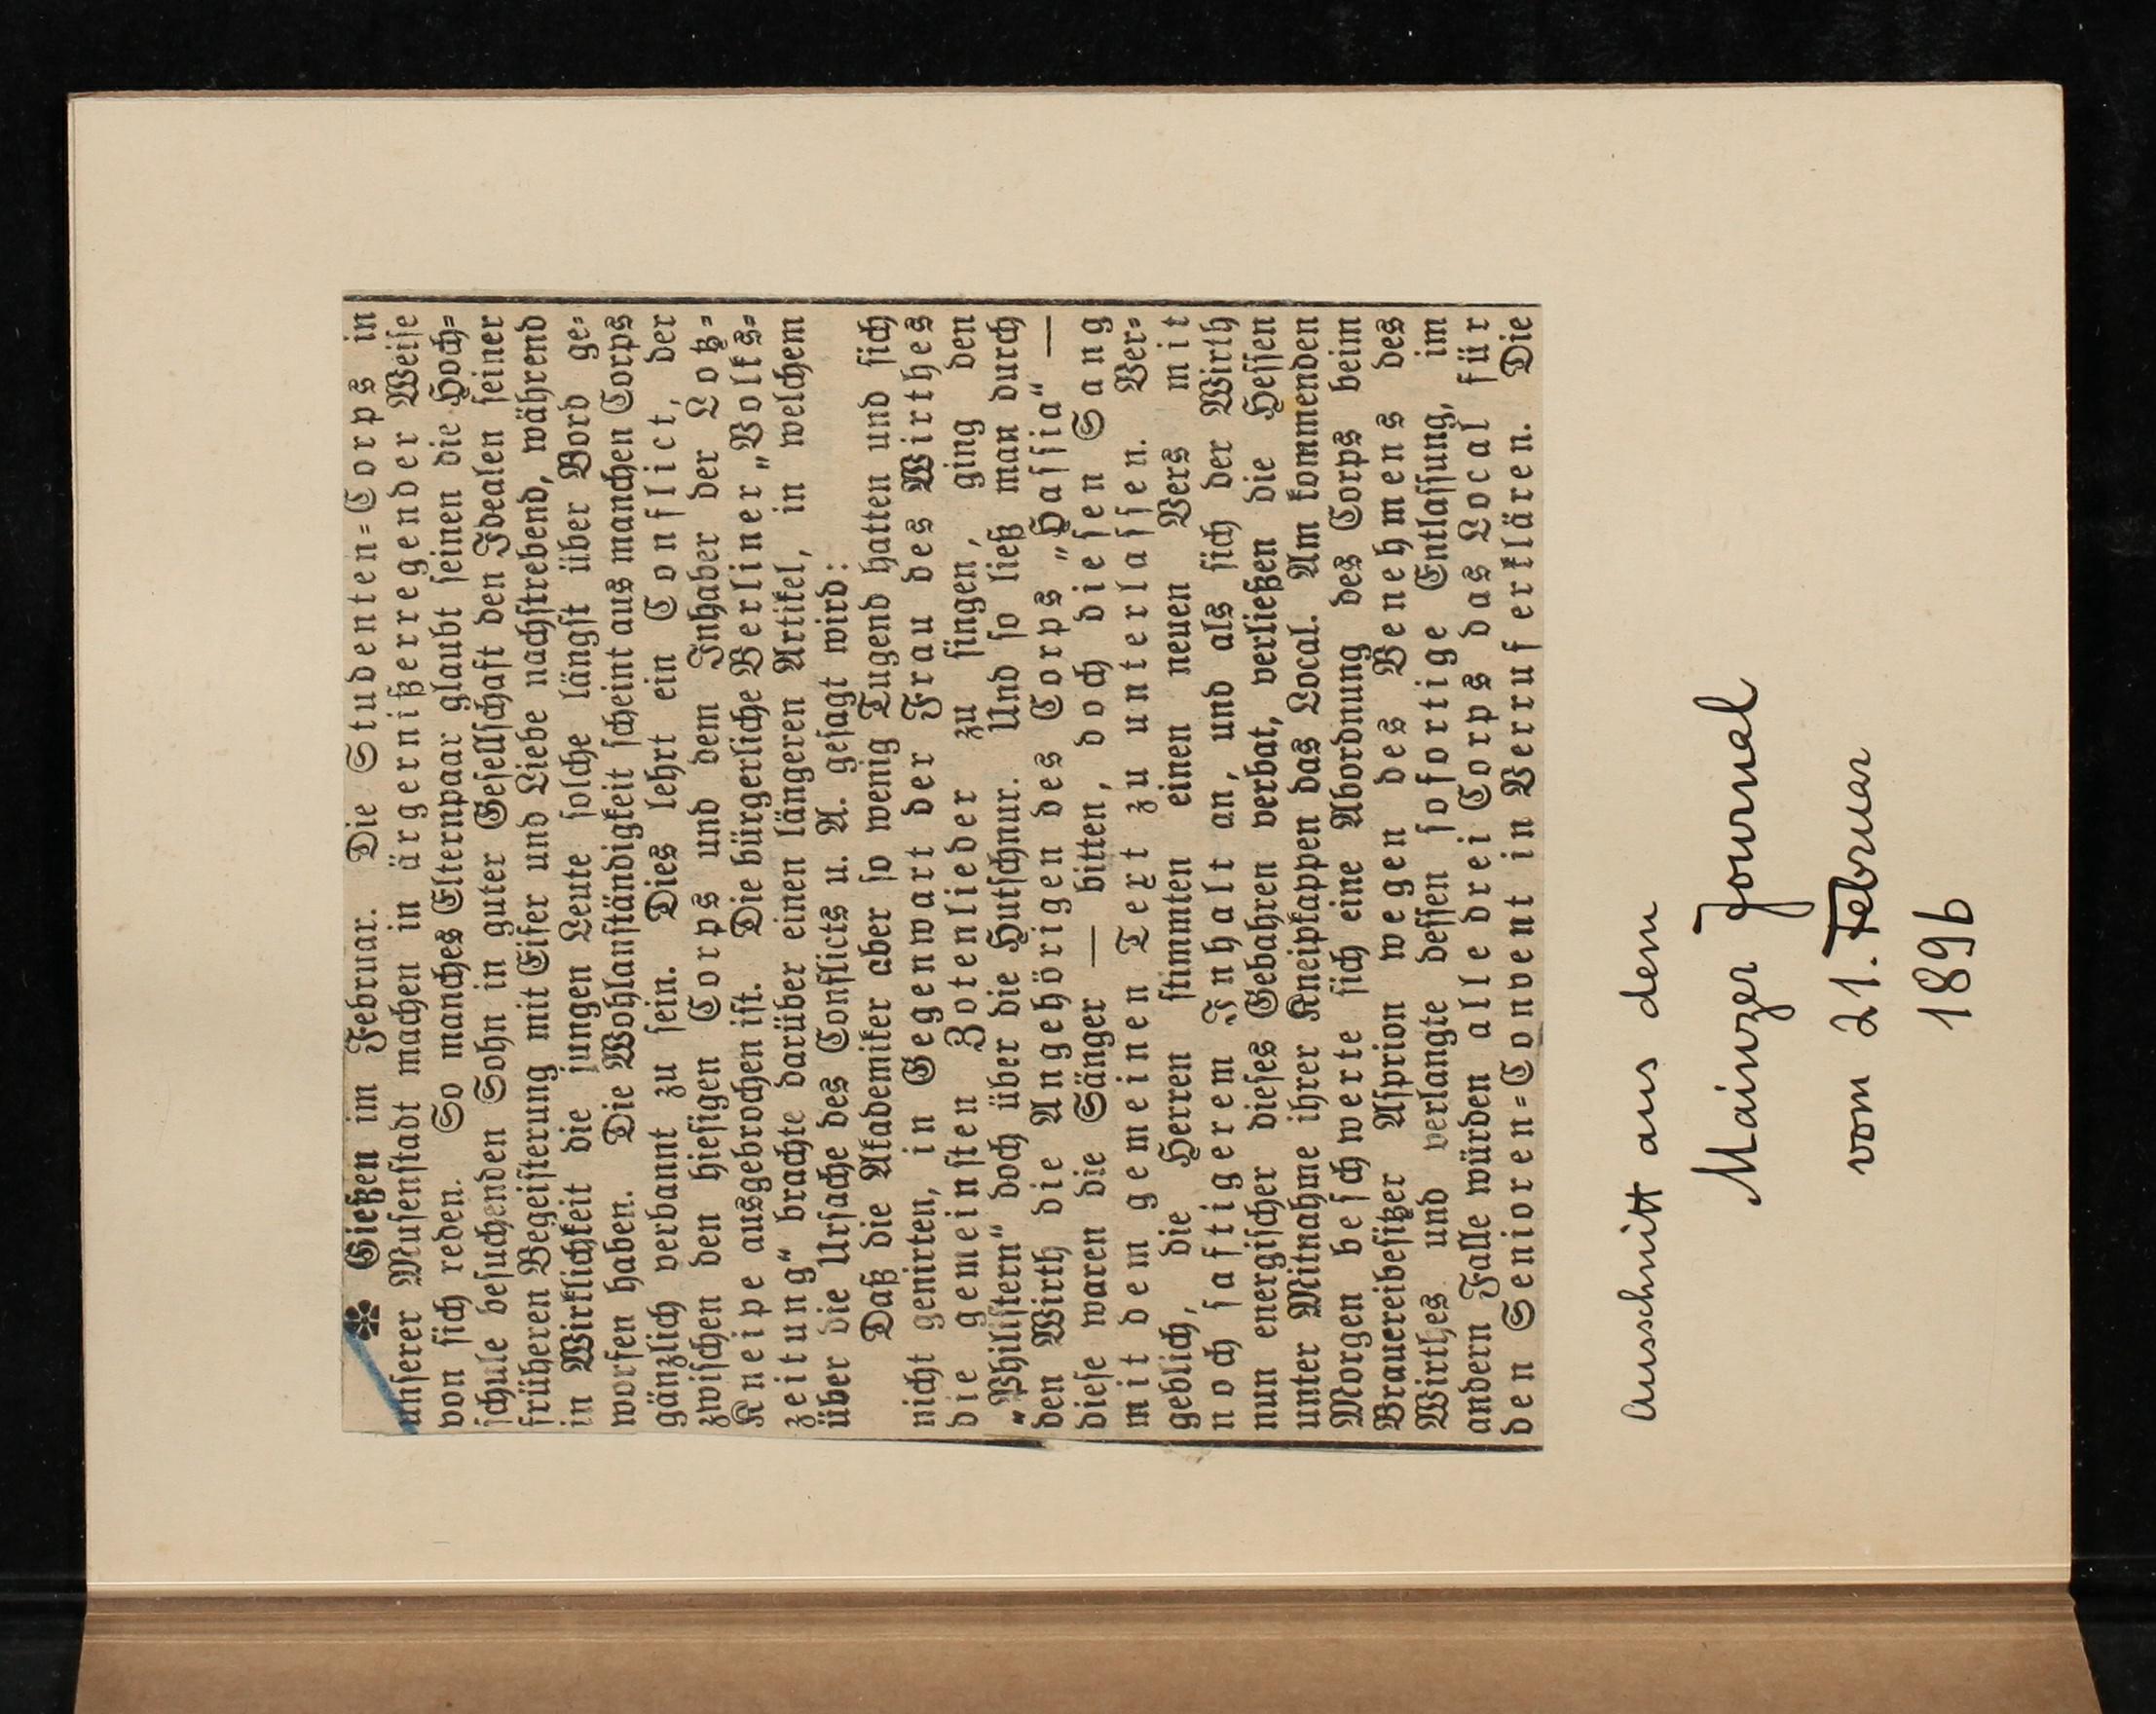 Gießen im Februar. Die Studenten=Corps in
unserer Musenstadt machen in ärgernißerregender Weise
von sich reden. So manches Elternpaar glaubt seinen die Hoch=
schule besuchenden Sohn in guter Gesellschaft den Idealen seiner
früheren Begeisterung mit Eifer und Liebe nachstrebend, während
in Wirklichkeit die jungen Leute solche längst über Bord ge=
worfen haben. Die Wohlanständigkeit scheint aus manchen Corps
gänzlich verbannt zu sein. Dies lehrt ein Conflict, der
zwischen den hiesigen Corps und dem Inhaber der Lotz=
Kneipe ausgebrochen ist. Die bürgerliche Berliner „Volks=
zeitung“ brachte darüber einen längeren Artikel, in welchem
über die Ursache des Conflicts u. A. gesagt wird:
Daß die Akademiker aber so wenig Tugend hatten und sich
nicht genirten, in Gegenwart der Frau des Wirthes
die gemeinsten Zotenlieder zu singen, ging den
„Philistern“ doch über die Hutschnur. Und so ließ man durch
den Wirth die Angehörigen des Corps „Hassia“ —
diese waren die Sänger — bitten, doch diesen Sang
mit dem gemeinen Text zu unterlassen. Ver=
geblich, die Herren stimmten einen neuen Vers mit
noch saftigerem Inhalt an, und als sich der Wirth
nun energischer dieses Gebahren verbat, verließen die Hessen
unter Mitnahme ihrer Kneipkappen das Local. Am kommenden
Morgen beschwerte sich eine Abordnung des Corps beim
Brauereibesitzer Asprion wegen des Benehmens des
Wirthes und verlangte dessen sofortige Entlassung, im
andern Falle würden alle drei Corps das Local für
den Senioren=Convent in Verruf erklären. Die
Ausschnitt aus dem
Mainzer Journal
vom 21. Februar
1896